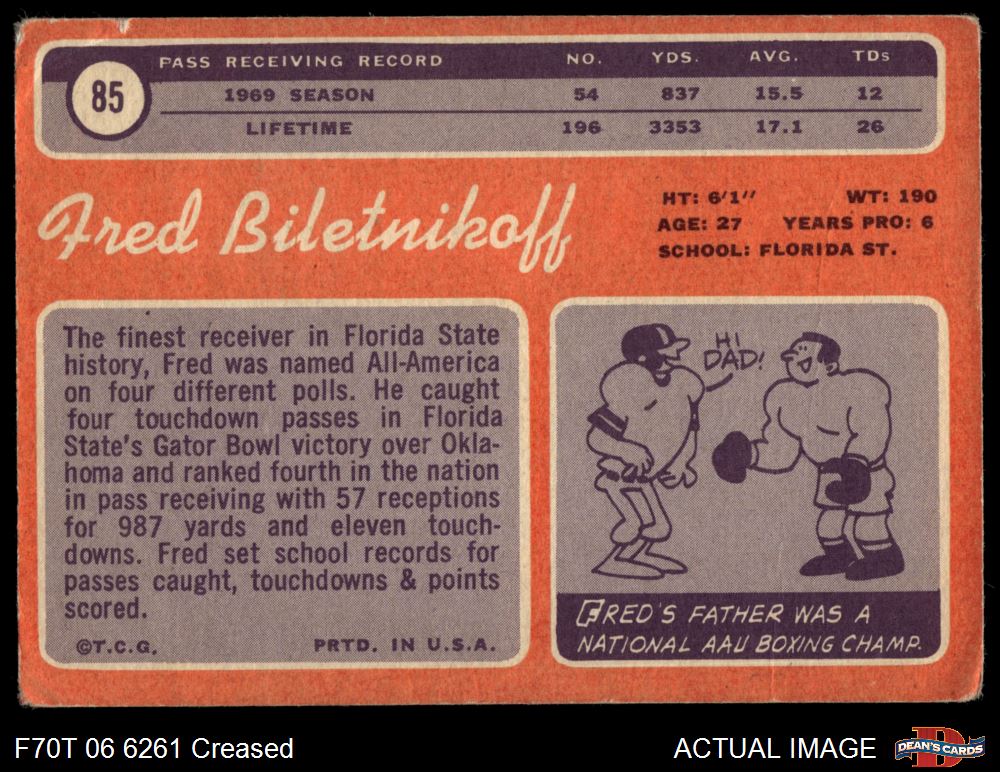 85
PASS RECEIVING RECORD NO. YDS. AVG. TDs
1969 SEASON 54 837 15.5 12
LIFETIME 196 3353 17.1 26
Fred Biletnikoff
HT: 6'1'' WT: 190
AGE: 27 YEARS PRO: 6
SCHOOL: FLORIDA ST.
The finest receiver in Florida State
history, Fred was named All-America
on four different polls. He caught
four touchdown passes in Florida
State's Gator Bowl victory over Okla-
homa and ranked fourth in the nation
in pass receiving with 57 receptions
for 987 yards and eleven touch-
downs. Fred set school records for
passes caught, touchdowns & points
scored.
©T.C.G. PRTD. IN U.S.A.
HI
DAD!
FRED'S FATHER WAS A
NATIONAL AAU BOXING CHAMP.
F70T 06 6261 Creased
ACTUAL IMAGE
DEAN'S CARDS